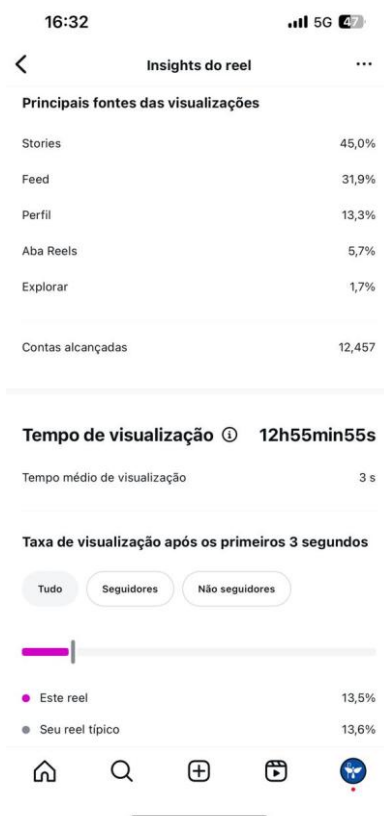 16:32 5G 47
Insights do reel
Principais fontes das visualizações
Stories 45,0%
Feed 31,9%
Perfil 13,3%
Aba Reels 5,7%
Explorar 1,7%
Contas alcançadas 12,457
Tempo de visualização 12h55min55s
Tempo médio de visualização 3 s
Taxa de visualização após os primeiros 3 segundos
Tudo Seguidores Não seguidores
Este reel 13,5%
Seu reel típico 13,6%